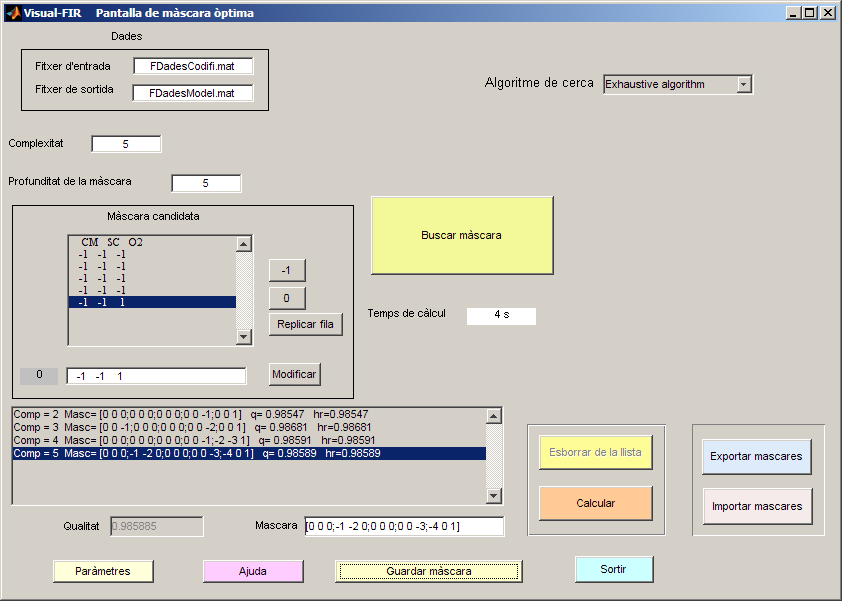 Visual-FIR Pantalla de màscara òptima
Dades
Fitxer d'entrada FDadesCodifi.mat
Fitxer de sortida FDadesModel.mat
Algoritme de cerca Exhaustive algorithm
Complexitat 5
Profunditat de la màscara 5
Màscara candidata
CM SC O2
-1 -1 -1
-1 -1 -1
-1 -1 -1
-1 -1 -1
-1 -1 1
-1
0
Replicar fila
0 -1 -1 1 Modificar
Buscar màscara
Temps de càlcul 4 s
Comp = 2 Masc= [0 0 0;0 0 0;0 0 0;0 0 -1;0 0 1] q= 0.98547 hr=0.98547
Comp = 3 Masc= [0 0 -1;0 0 0;0 0 0;0 0 -2;0 0 1] q= 0.98681 hr=0.98681
Comp = 4 Masc= [0 0 0;0 0 0;0 0 0;0 0 -1;-2 -3 1] q= 0.98591 hr=0.98591
Comp = 5 Masc= [0 0 0;-1 -2 0;0 0 0;0 0 -3;-4 0 1] q= 0.98589 hr=0.98589
Esborrar de la llista
Calcular
Exportar mascares
Importar mascares
Qualitat 0.985885 Mascara [0 0 0;-1 -2 0;0 0 0;0 0 -3;-4 0 1]
Paràmetres Ajuda Guardar màscara Sortir